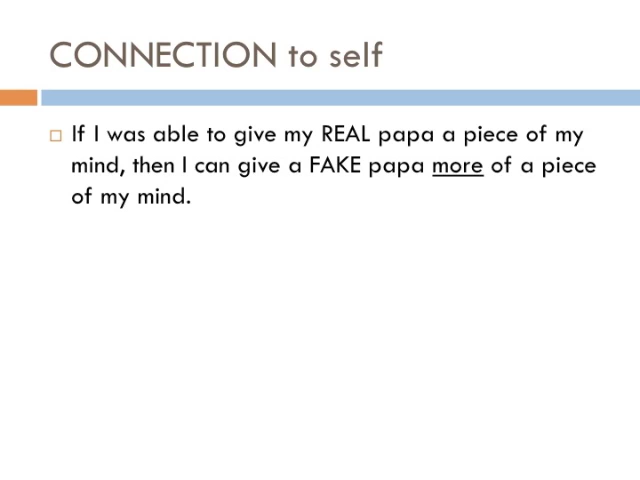 CONNECTION to self
If I was able to give my REAL papa a piece of my
mind, then I can give a FAKE papa more of a piece
of my mind.